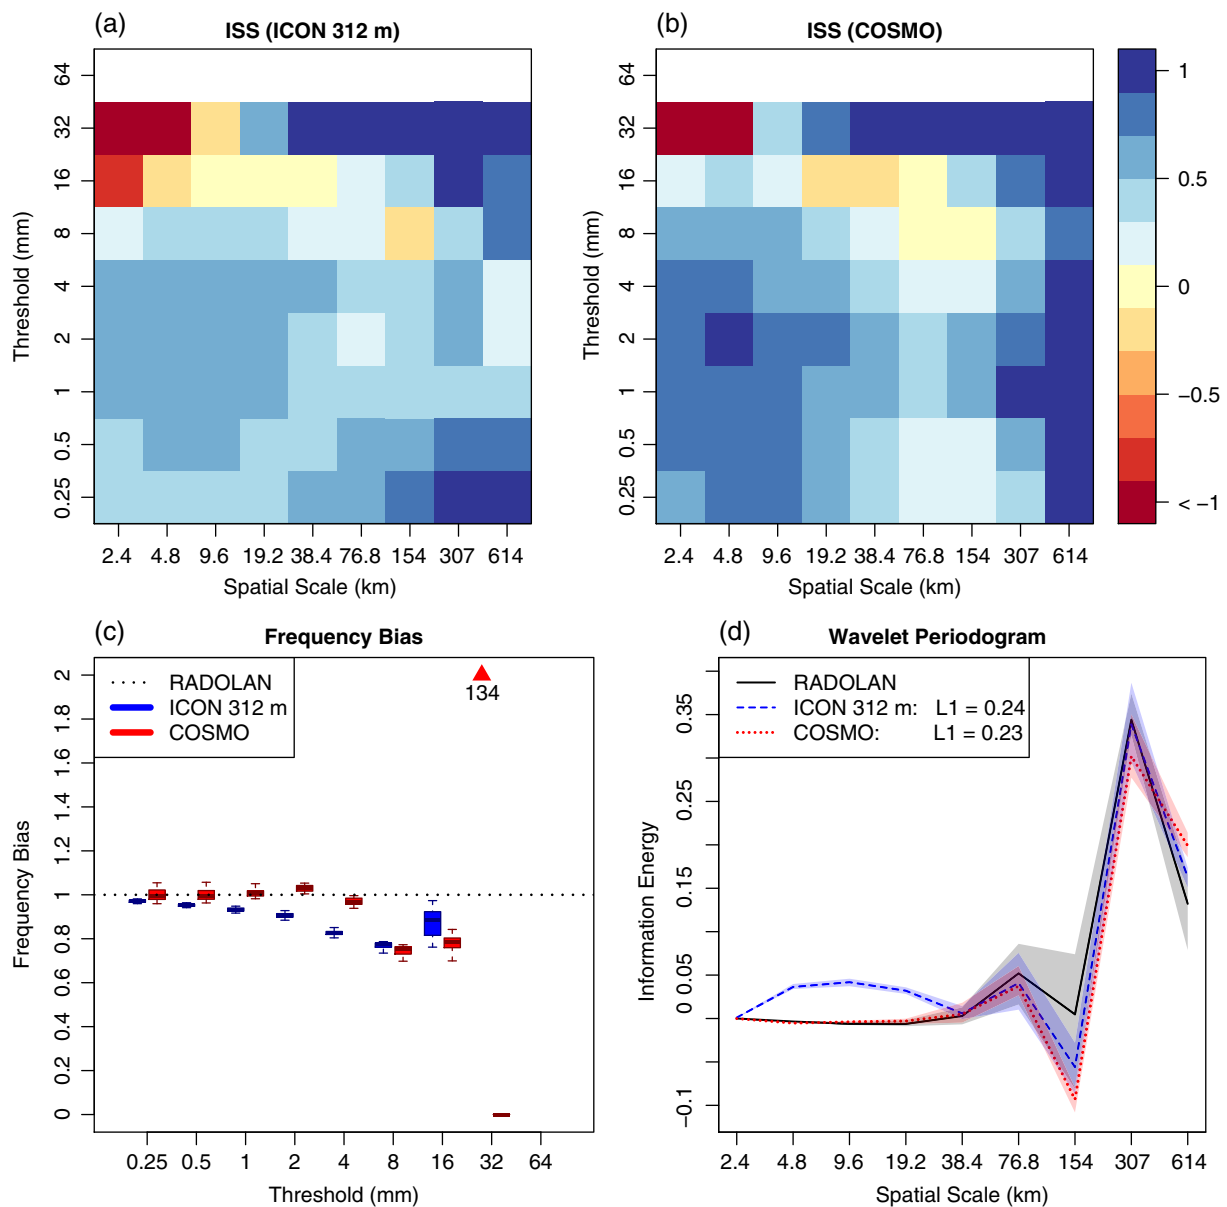 (a)
ISS (ICON 312 m)
Threshold (mm)
64
32
16
8
4
2
1
0.5
0.25
2.4 4.8 9.6 19.2 38.4 76.8 154 307 614
Spatial Scale (km)
(b)
ISS (COSMO)
Threshold (mm)
64
32
16
8
4
2
1
0.5
0.25
2.4 4.8 9.6 19.2 38.4 76.8 154 307 614
Spatial Scale (km)
1
0.5
0
−0.5
< −1
(c)
Frequency Bias
RADOLAN
ICON 312 m
COSMO
134
Frequency Bias
2
1.8
1.6
1.4
1.2
1
0.8
0.6
0.4
0.2
0
0.25 0.5 1 2 4 8 16 32 64
Threshold (mm)
(d)
Wavelet Periodogram
RADOLAN
ICON 312 m: L1 = 0.24
COSMO: L1 = 0.23
Information Energy
0.35
0.25
0.15
0.05
0
−0.1
2.4 4.8 9.6 19.2 38.4 76.8 154 307 614
Spatial Scale (km)